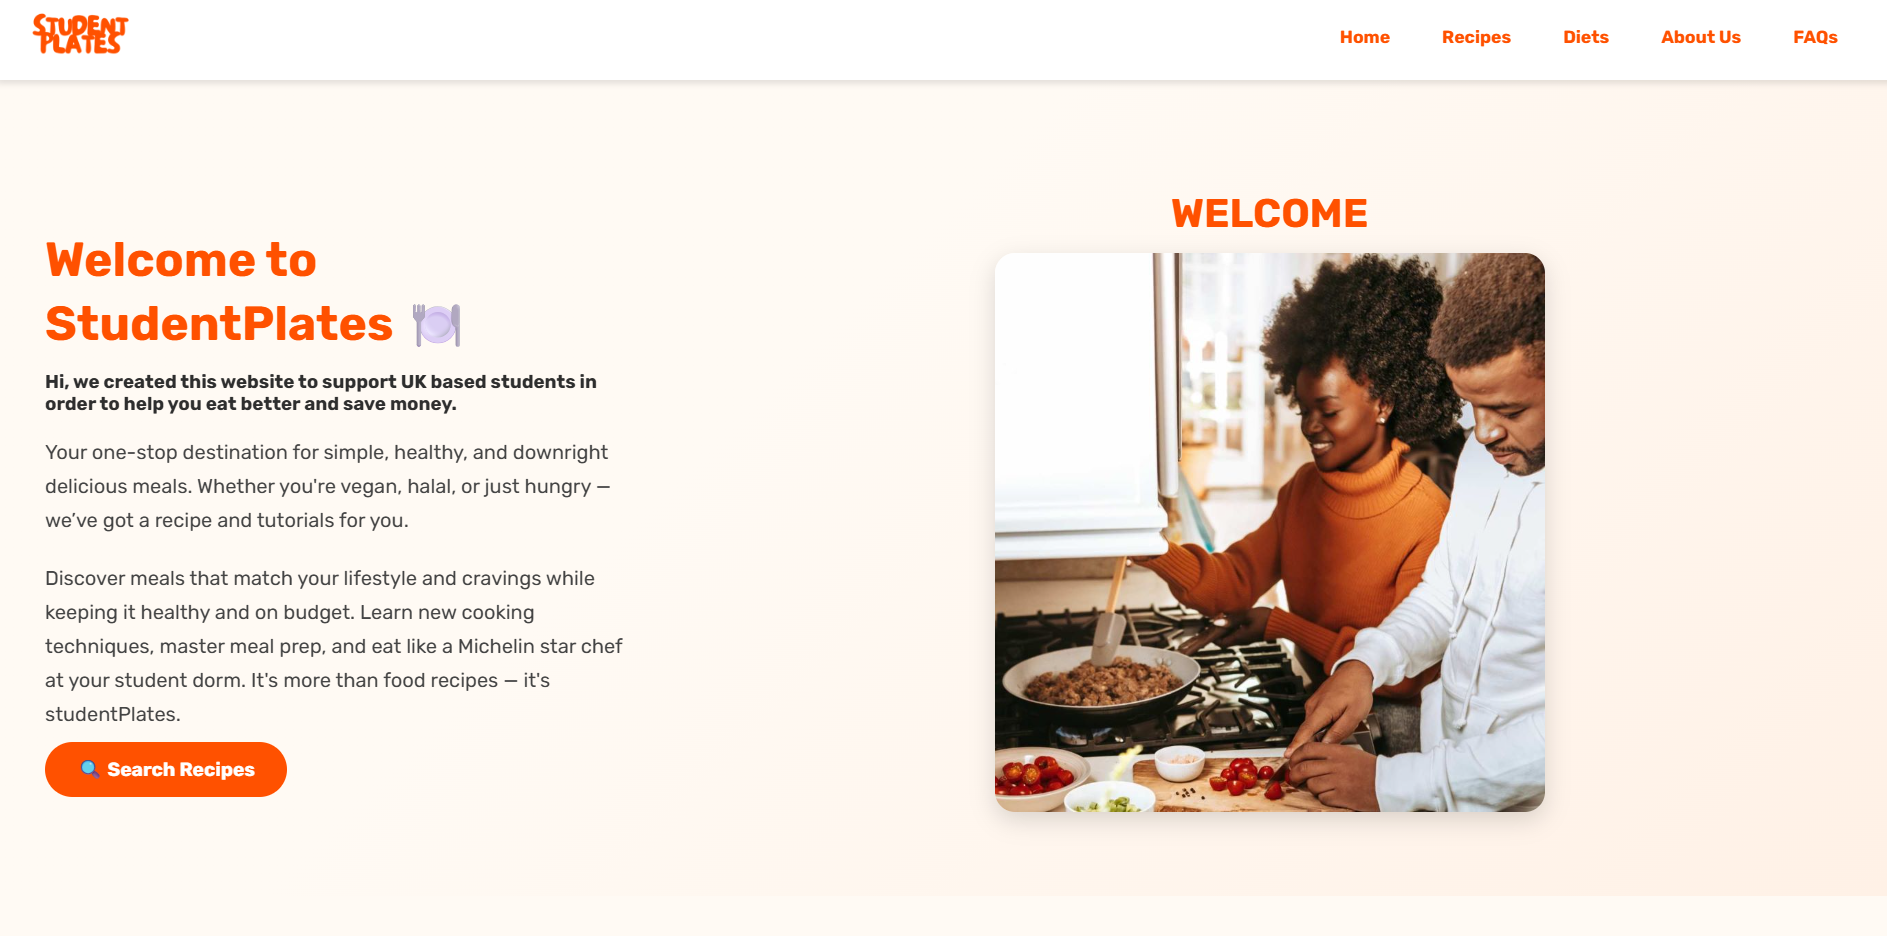 STUDENT
PLATES
Home Recipes Diets About Us FAQs
Welcome to
StudentPlates
Hi, we created this website to support UK based students in
order to help you eat better and save money.
Your one-stop destination for simple, healthy, and downright
delicious meals. Whether you're vegan, halal, or just hungry —
we’ve got a recipe and tutorials for you.
Discover meals that match your lifestyle and cravings while
keeping it healthy and on budget. Learn new cooking
techniques, master meal prep, and eat like a Michelin star chef
at your student dorm. It's more than food recipes — it's
studentPlates.
Search Recipes
WELCOME